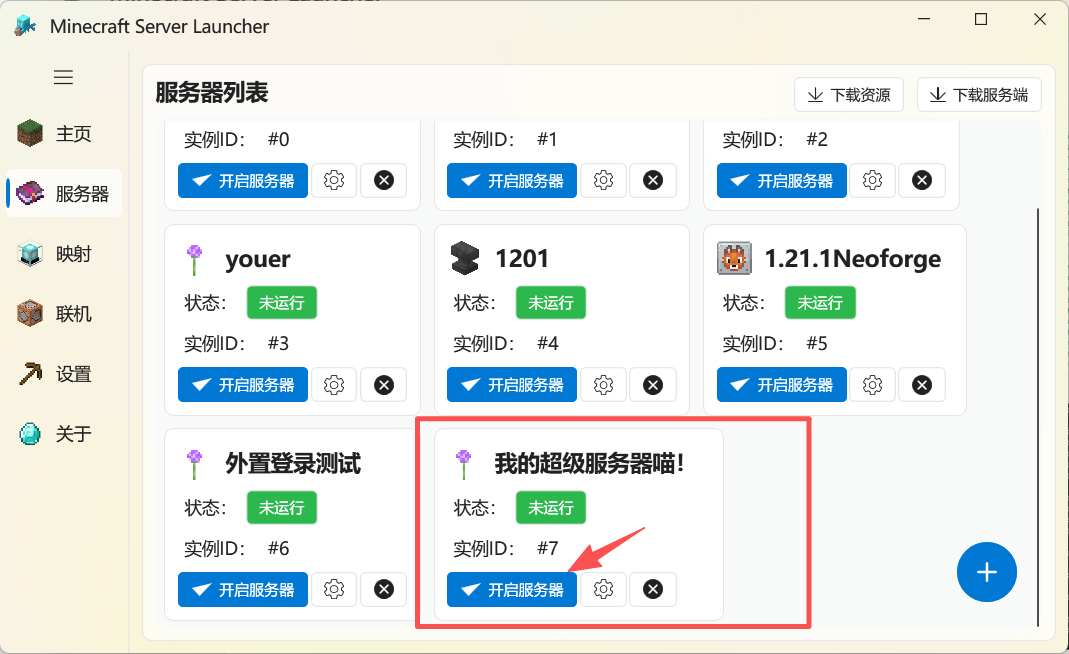 Minecraft Server Launcher
主页
服务器
映射
联机
设置
关于
服务器列表
下载资源
下载服务端
实例ID： #0
开启服务器
实例ID： #1
开启服务器
实例ID： #2
开启服务器
youer
状态： 未运行
实例ID： #3
开启服务器
1201
状态： 未运行
实例ID： #4
开启服务器
1.21.1Neoforge
状态： 未运行
实例ID： #5
开启服务器
外置登录测试
状态： 未运行
实例ID： #6
开启服务器
我的超级服务器喵！
状态： 未运行
实例ID： #7
开启服务器